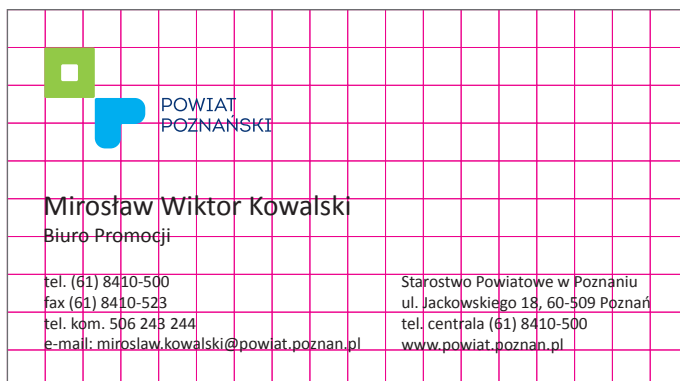 POWIAT
POZNAŃSKI
Mirosław Wiktor Kowalski
Biuro Promocji
tel. (61) 8410-500
fax (61) 8410-523
tel. kom. 506 243 244
e-mail: miroslaw.kowalski@powiat.poznan.pl
Starostwo Powiatowe w Poznaniu
ul. Jackowskiego 18, 60-509 Poznań
tel. centrala (61) 8410-500
www.powiat.poznan.pl